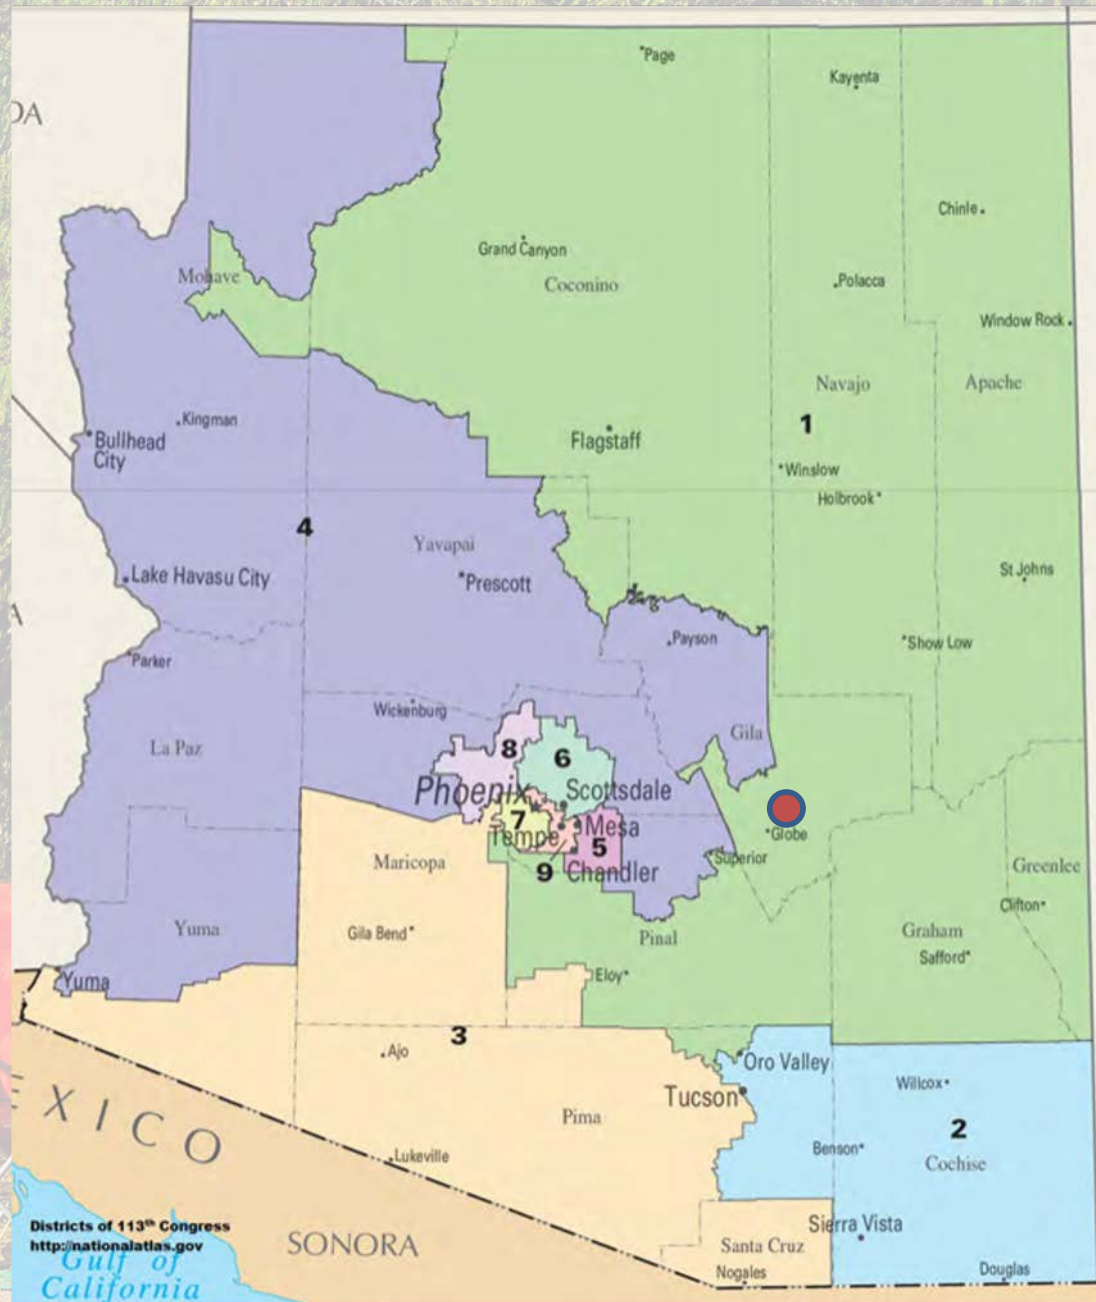 Page
Kayenta
DA
Chinle
Grand Canyon
Mohave
Coconino
Polacca
Window Rock
Navajo
Apache
Kingman
1
Bullhead
City
Flagstaff
Winslow
Holbrook
4
Yavapai
St Johns
Lake Havasu City
Prescott
A
Payson
Show Low
Parker
Wickenburg
Gila
La Paz
8
6
Phoenix
Scottsdale
7
Tempe
Mesa
Globe
5
Superior
Maricopa
9
Chandler
Greenlee
Clifton
Yuma
Gila Bend
Pinal
Graham
Safford
Yuma
Eloy
3
Ajo
Oro Valley
Willcox
Tucson
EXICO
Pima
2
Benson
Cochise
Lukeville
Districts of 113th Congress
http://nationalatlas.gov
SONORA
Sierra Vista
Santa Cruz
Gulf of
California
Nogales
Douglas